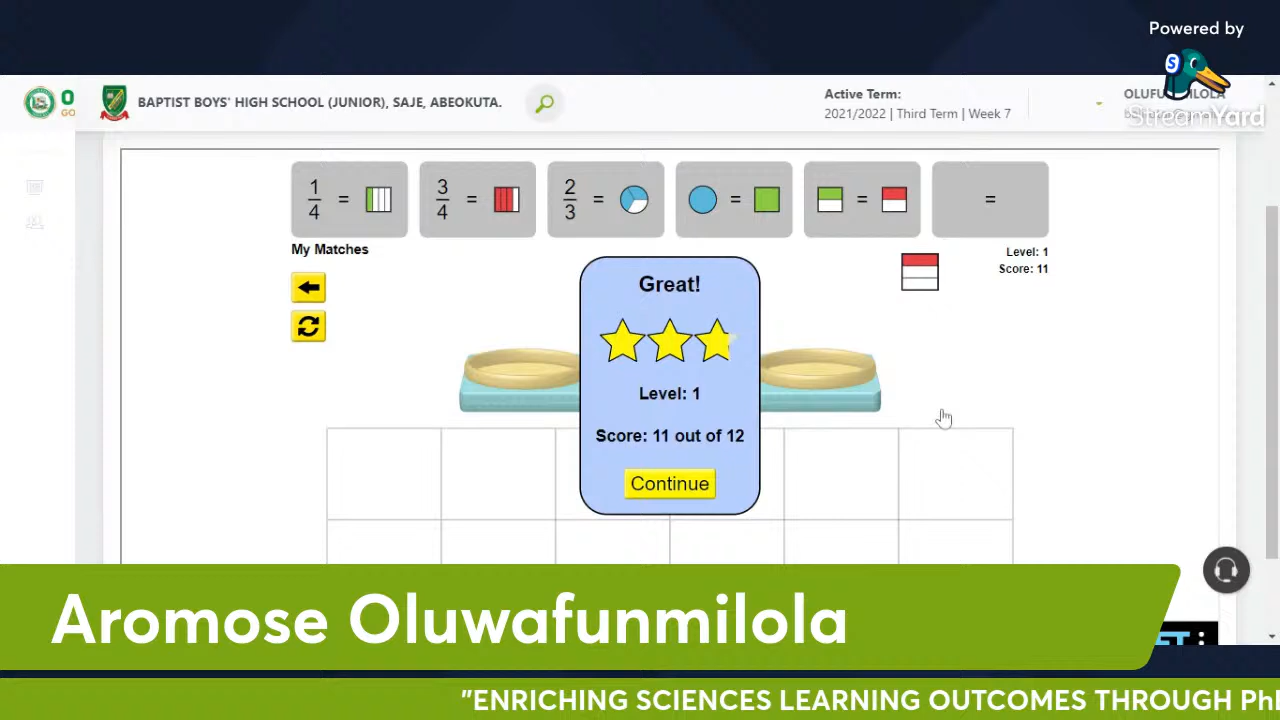 Powered by
StreamYard
BAPTIST BOYS' HIGH SCHOOL (JUNIOR), SAJE, ABEOKUTA.
Active Term:
2021/2022 | Third Term | Week 7
1/4 =
3/4 =
2/3 =
=
=
=
My Matches
Level: 1
Score: 11
Great!
Level: 1
Score: 11 out of 12
Continue
Aromose Oluwafunmilola
"ENRICHING SCIENCES LEARNING OUTCOMES THROUGH PhE